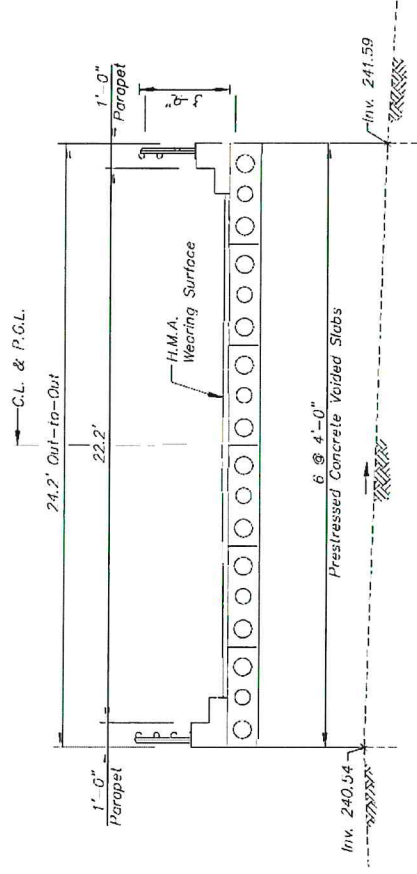 C.L. & P.G.L.
24.2' Out-to-Out
22.2'
1'-0"
Parapet
1'-0"
Parapet
H.M.A.
Wearing Surface
6 @ 4'-0"
Prestressed Concrete Voided Slabs
Inv. 240.54
Inv. 241.59